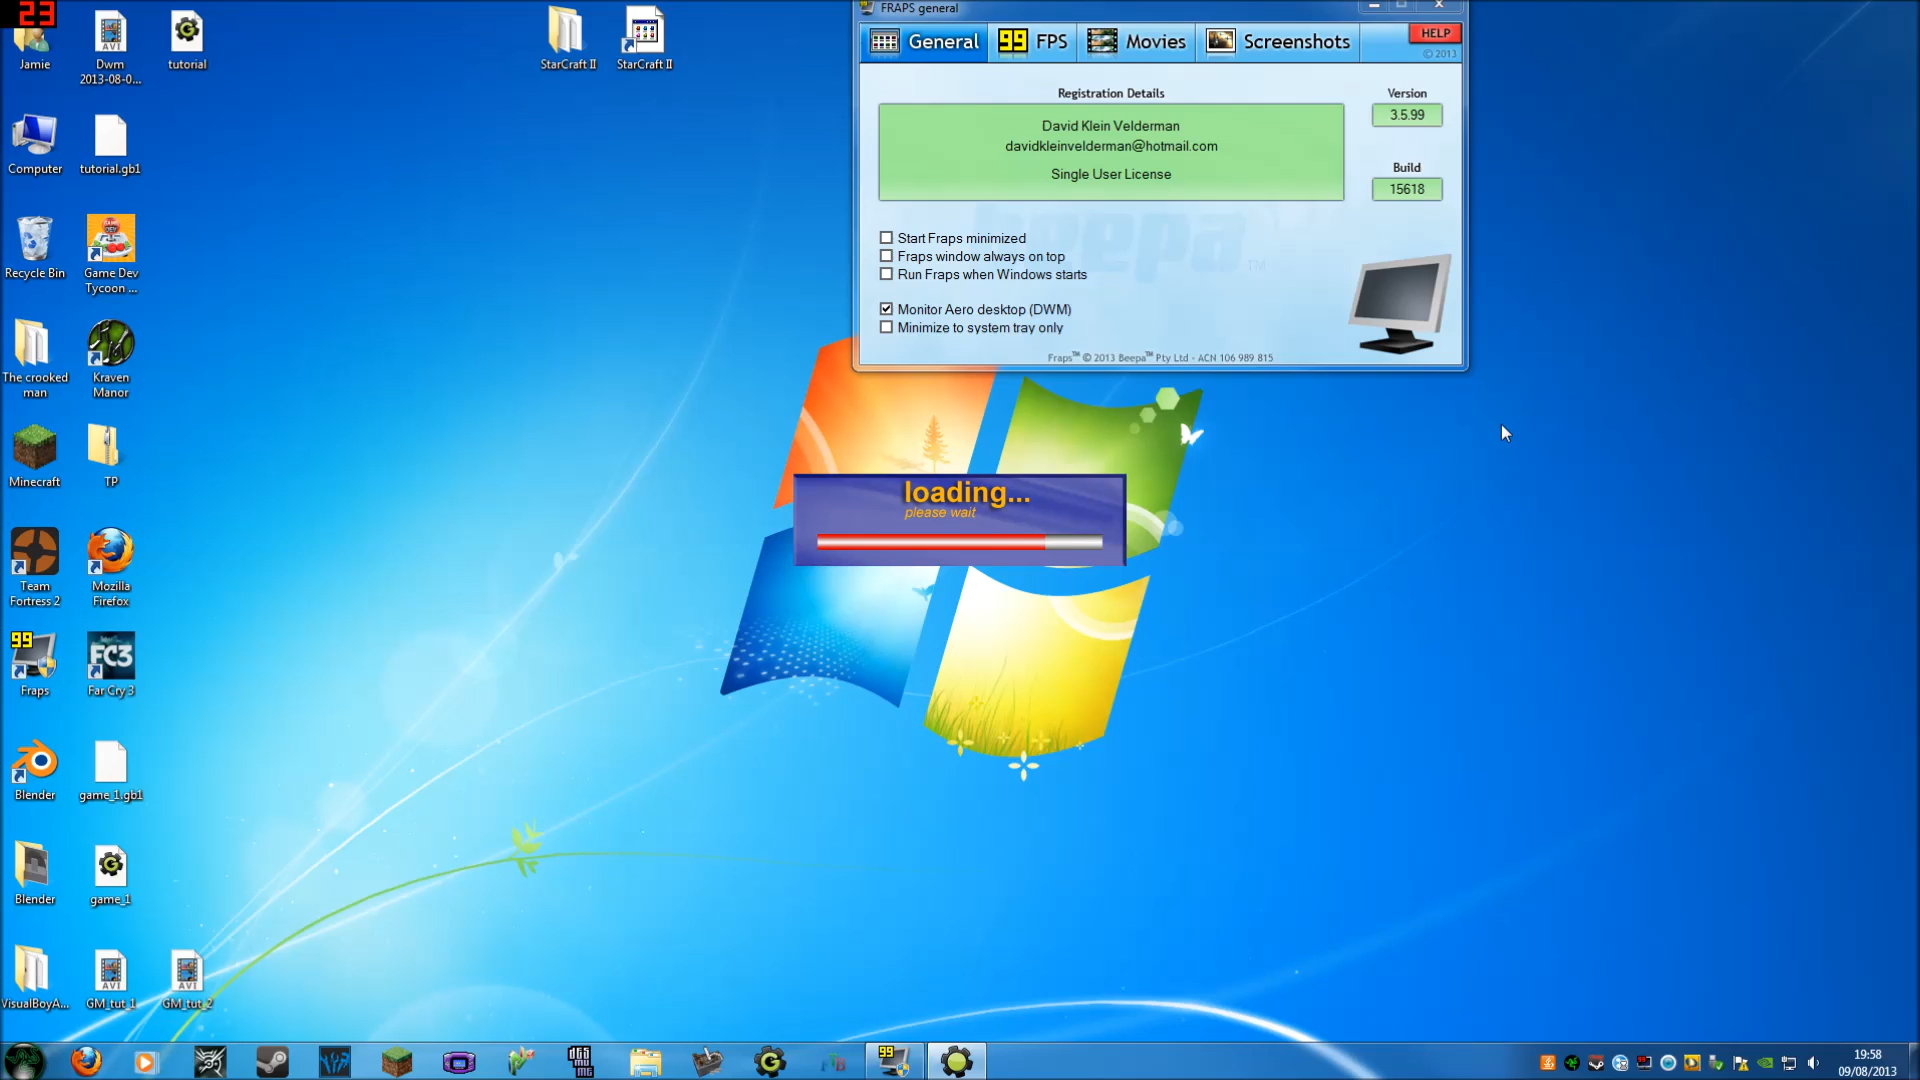 23
Jamie
AVI
Dwm
2013-08-0...
tutorial
StarCraft II
StarCraft II
Computer
tutorial.gb1
Recycle Bin
Game Dev
Tycoon ...
The crooked
man
Kraven
Manor
Minecraft
TP
Team
Fortress 2
Mozilla
Firefox
99
Fraps
FC3
Far Cry 3
Blender
game_1.gb1
Blender
G
game_1
VisualBoyA...
AVI
GM_tut_1
AVI
GM_tut_2
FRAPS general
General
99 FPS
Movies
Screenshots
HELP
© 2013
Registration Details
David Klein Velderman
davidkleinvelderman@hotmail.com
Single User License
Version
3.5.99
Build
15618
beepa TM
Start Fraps minimized
Fraps window always on top
Run Fraps when Windows starts
Monitor Aero desktop (DWM)
Minimize to system tray only
Fraps™ © 2013 Beepa™ Pty Ltd - ACN 106 989 815
loading...
please wait
99
19:58
09/08/2013